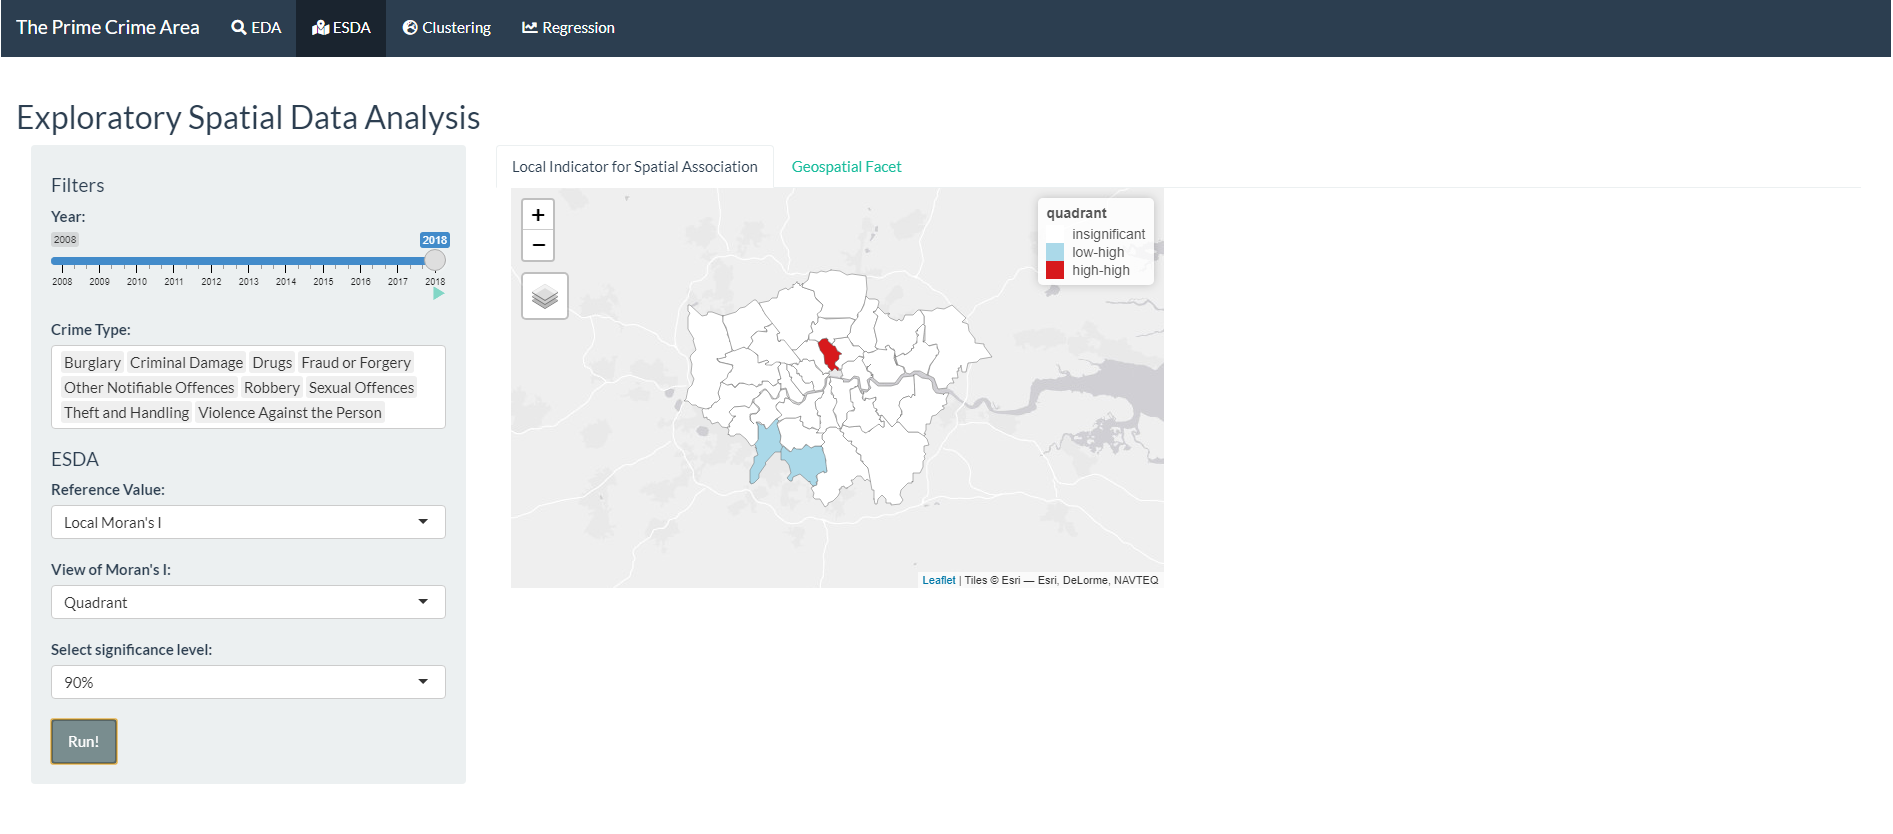 The Prime Crime Area EDA ESDA Clustering Regression
Exploratory Spatial Data Analysis
Filters
Year:
2008 2018
2008 2009 2010 2011 2012 2013 2014 2015 2016 2017 2018
Crime Type:
Burglary Criminal Damage Drugs Fraud or Forgery
Other Notifiable Offences Robbery Sexual Offences
Theft and Handling Violence Against the Person
ESDA
Reference Value:
Local Moran's I
View of Moran's I:
Quadrant
Select significance level:
90%
Run!
Local Indicator for Spatial Association Geospatial Facet
+
−
quadrant
insignificant
low-high
high-high
Leaflet | Tiles © Esri — Esri, DeLorme, NAVTEQ